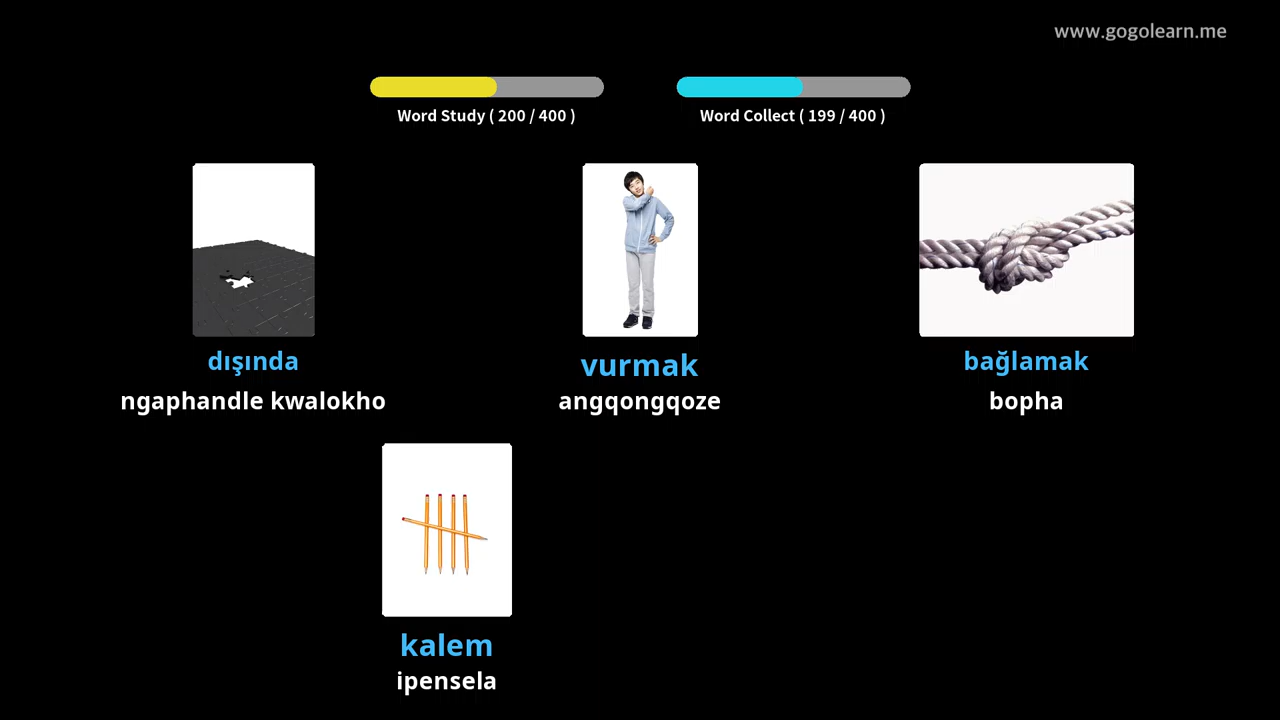 www.gogolearn.me
Word Study ( 200 / 400 )
Word Collect ( 199 / 400 )
dışında
ngaphandle kwalokho
vurmak
angqongqoze
bağlamak
bopha
kalem
ipensela